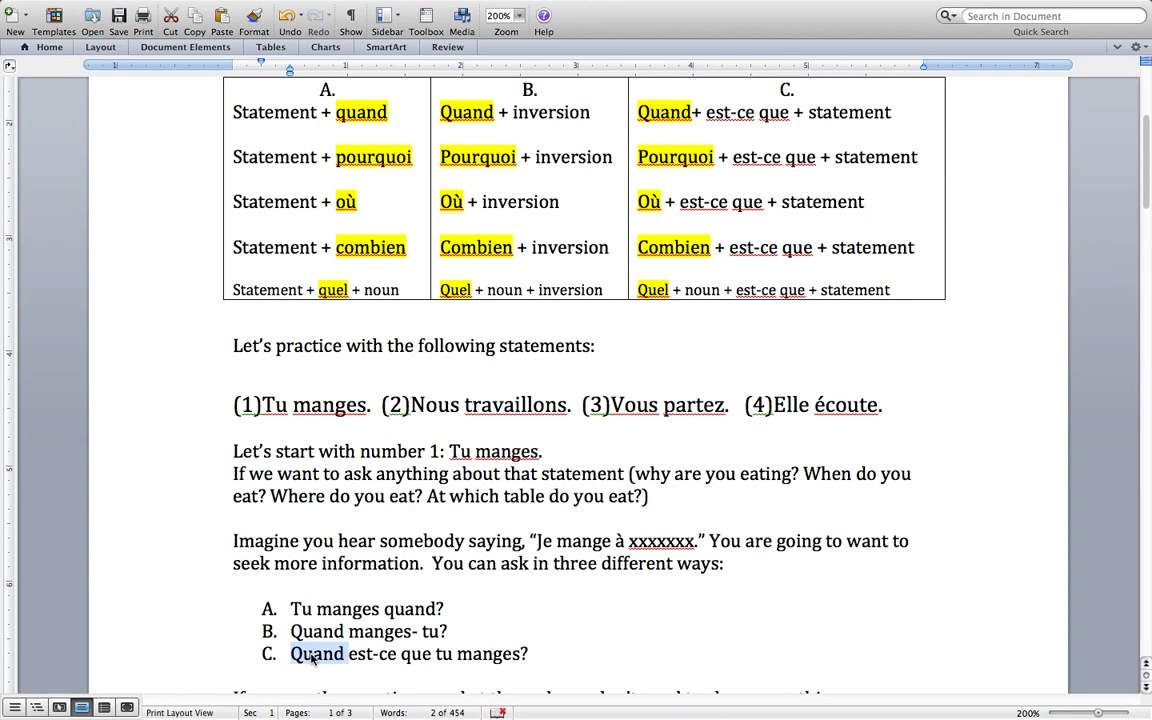 New Templates Open Save Print Cut Copy Paste Format Undo Redo Show Sidebar Toolbox Media 200% Zoom Help Search in Document Quick Search
Home Layout Document Elements Tables Charts SmartArt Review
A. B. C.
Statement + quand Quand + inversion Quand+ est-ce que + statement
Statement + pourquoi Pourquoi + inversion Pourquoi + est-ce que + statement
Statement + où Où + inversion Où + est-ce que + statement
Statement + combien Combien + inversion Combien + est-ce que + statement
Statement + quel + noun Quel + noun + inversion Quel + noun + est-ce que + statement
Let’s practice with the following statements:
(1)Tu manges. (2)Nous travaillons. (3)Vous partez. (4)Elle écoute.
Let’s start with number 1: Tu manges.
If we want to ask anything about that statement (why are you eating? When do you
eat? Where do you eat? At which table do you eat?)
Imagine you hear somebody saying, “Je mange à xxxxxxx.” You are going to want to
seek more information. You can ask in three different ways:
A. Tu manges quand?
B. Quand manges- tu?
C. Quand est-ce que tu manges?
Print Layout View Sec 1 Pages: 1 of 3 Words: 2 of 454 200%